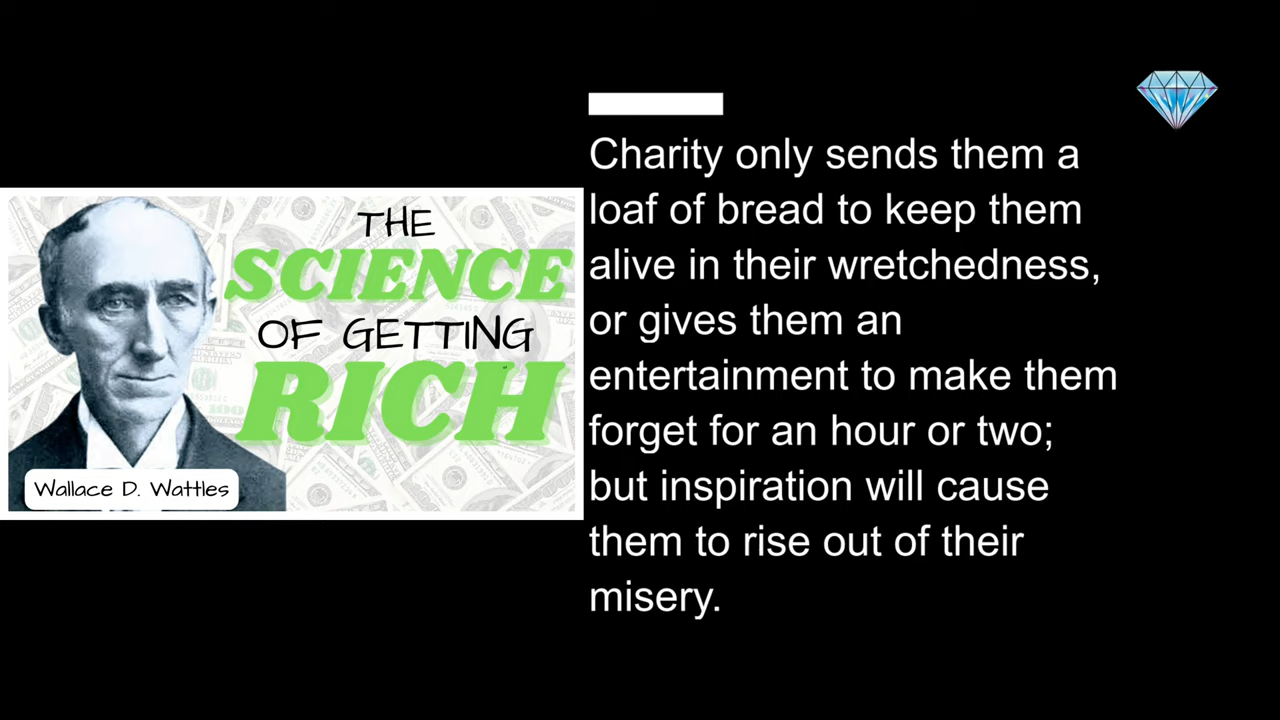 THE
SCIENCE
OF GETTING
RICH
Wallace D. Wattles
Charity only sends them a
loaf of bread to keep them
alive in their wretchedness,
or gives them an
entertainment to make them
forget for an hour or two;
but inspiration will cause
them to rise out of their
misery.